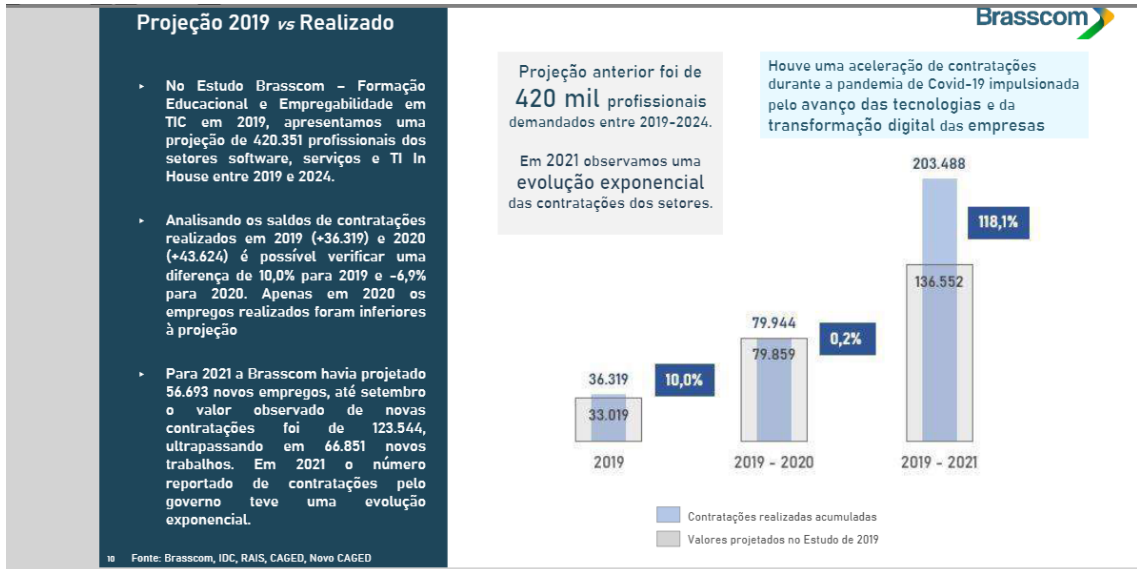 Projeção 2019 vs Realizado
Brasscom
▸ No Estudo Brasscom – Formação
Educacional e Empregabilidade em
TIC em 2019, apresentamos uma
projeção de 420.351 profissionais dos
setores software, serviços e TI In
House entre 2019 e 2024.
▸ Analisando os saldos de contratações
realizados em 2019 (+36.319) e 2020
(+43.624) é possível verificar uma
diferença de 10,0% para 2019 e -6,9%
para 2020. Apenas em 2020 os
empregos realizados foram inferiores
à projeção
▸ Para 2021 a Brasscom havia projetado
56.693 novos empregos, até setembro
o valor observado de novas
contratações foi de 123.544,
ultrapassando em 66.851 novos
trabalhos. Em 2021 o número
reportado de contratações pelo
governo teve uma evolução
exponencial.
10 Fonte: Brasscom, IDC, RAIS, CAGED, Novo CAGED
Projeção anterior foi de
420 mil profissionais
demandados entre 2019-2024.
Em 2021 observamos uma
evolução exponencial
das contratações dos setores.
Houve uma aceleração de contratações
durante a pandemia de Covid-19 impulsionada
pelo avanço das tecnologias e da
transformação digital das empresas
203.488
118,1%
136.552
79.944
0,2%
79.859
36.319
10,0%
33.019
2019
2019 - 2020
2019 - 2021
Contratações realizadas acumuladas
Valores projetados no Estudo de 2019